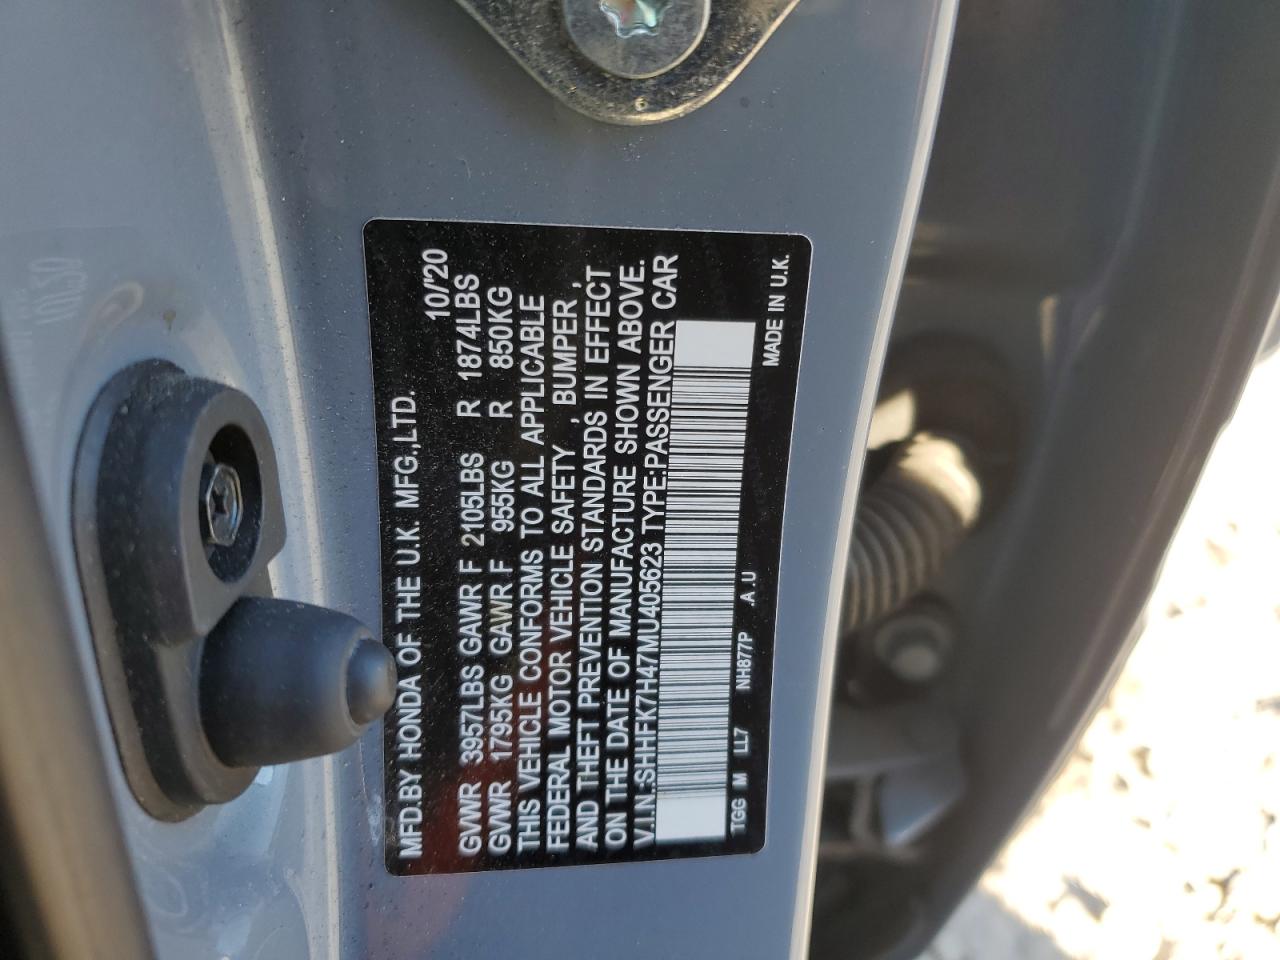 MFD.BY HONDA OF THE U.K. MFG.,LTD. 10/'20
GVWR 3957LBS GAWR F 2105LBS R 1874LBS
GVWR 1795KG GAWR F 955KG R 850KG
THIS VEHICLE CONFORMS TO ALL APPLICABLE
FEDERAL MOTOR VEHICLE SAFETY , BUMPER ,
AND THEFT PREVENTION STANDARDS IN EFFECT
ON THE DATE OF MANUFACTURE SHOWN ABOVE.
V.I.N.:SHHFK7H47MU405623 TYPE:PASSENGER CAR
TGG M LL7 NH877P .A.U
MADE IN U.K.
6